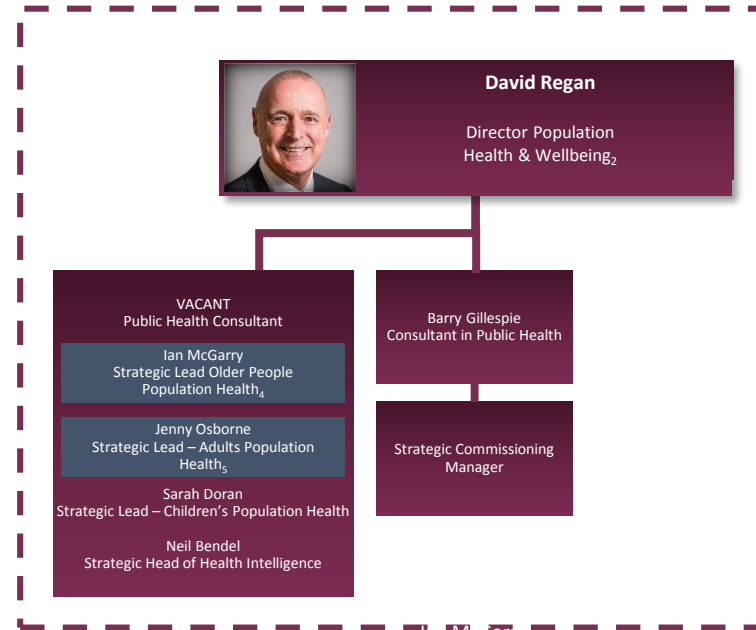 David Regan
Director Population
Health & Wellbeing₂
VACANT
Public Health Consultant
Ian McGarry
Strategic Lead Older People
Population Health₄
Jenny Osborne
Strategic Lead – Adults Population
Health₅
Sarah Doran
Strategic Lead – Children’s Population Health
Neil Bendel
Strategic Head of Health Intelligence
Barry Gillespie
Consultant in Public Health
Strategic Commissioning
Manager